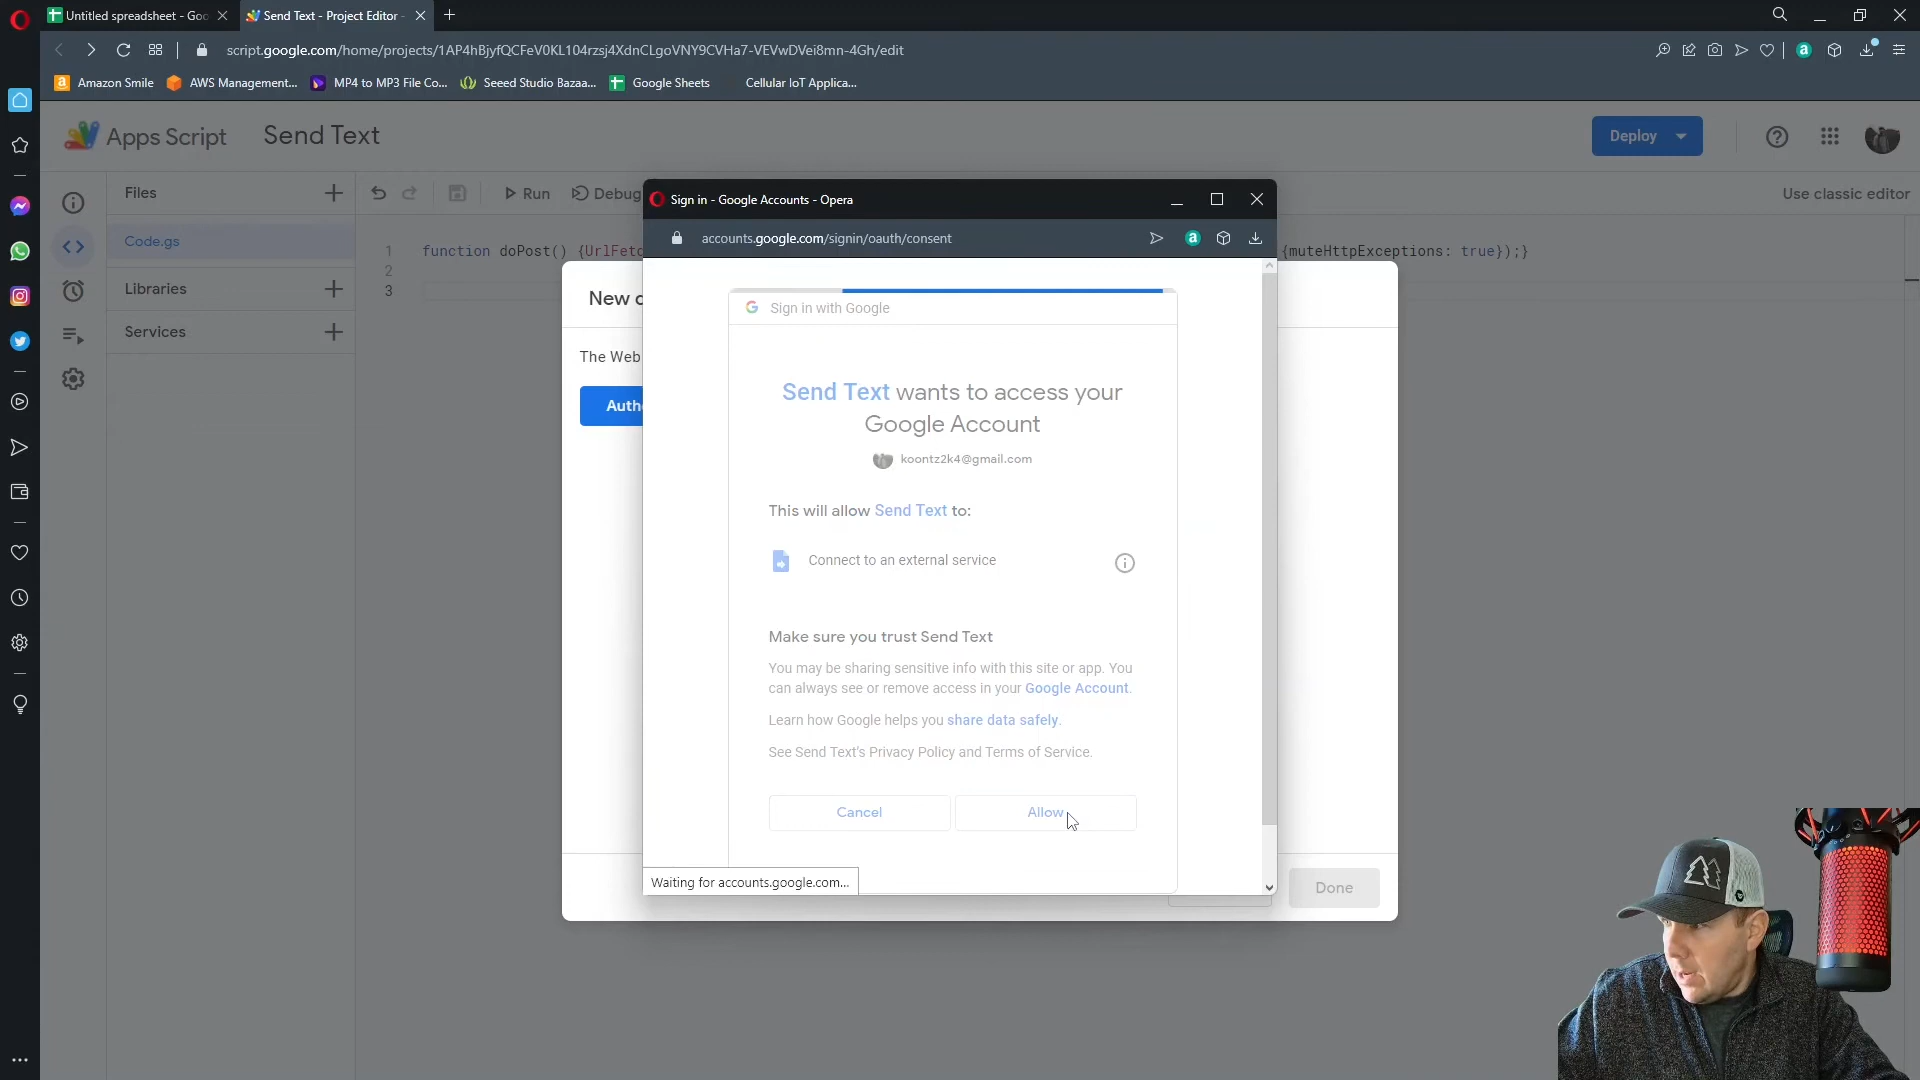 Untitled spreadsheet - Goo
Send Text - Project Editor -
script.google.com/home/projects/1AP4hBjyfQCFeV0KL104rzsj4XdnCLgoVNY9CVHa7-VEVwDVei8mn-4Gh/edit
Amazon Smile
AWS Management...
MP4 to MP3 File Co...
Seeed Studio Bazaa...
Google Sheets
Cellular IoT Applica...
Apps Script
Send Text
Deploy
Files
Run
Debug
Use classic editor
Code.gs
Libraries
Services
1
2
3
function doPost() {UrlFetc
{muteHttpExceptions: true});}
The Web
Done
Sign in - Google Accounts - Opera
accounts.google.com/signin/oauth/consent
Sign in with Google
Send Text wants to access your
Google Account
koontz2k4@gmail.com
This will allow Send Text to:
Connect to an external service
Make sure you trust Send Text
You may be sharing sensitive info with this site or app. You
can always see or remove access in your Google Account.
Learn how Google helps you share data safely.
See Send Text's Privacy Policy and Terms of Service.
Cancel
Allow
Waiting for accounts.google.com...